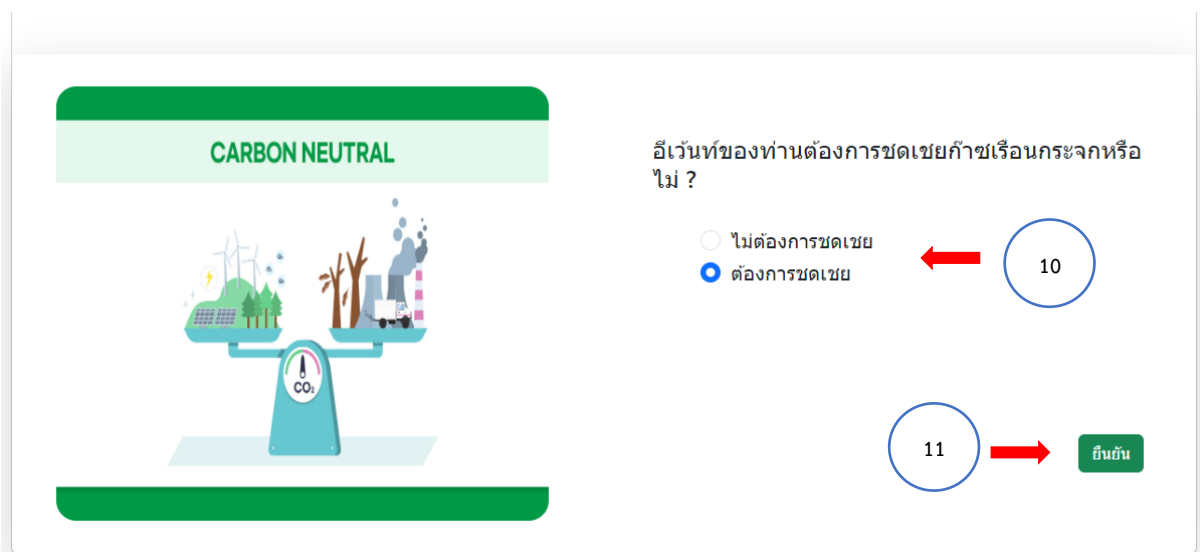 CARBON NEUTRAL
CO₂
อีเว้นท์ของท่านต้องการชดเชยก๊าซเรือนกระจกหรือ
ไม่ ?
ไม่ต้องการชดเชย
ต้องการชดเชย
10
11
ยืนยัน